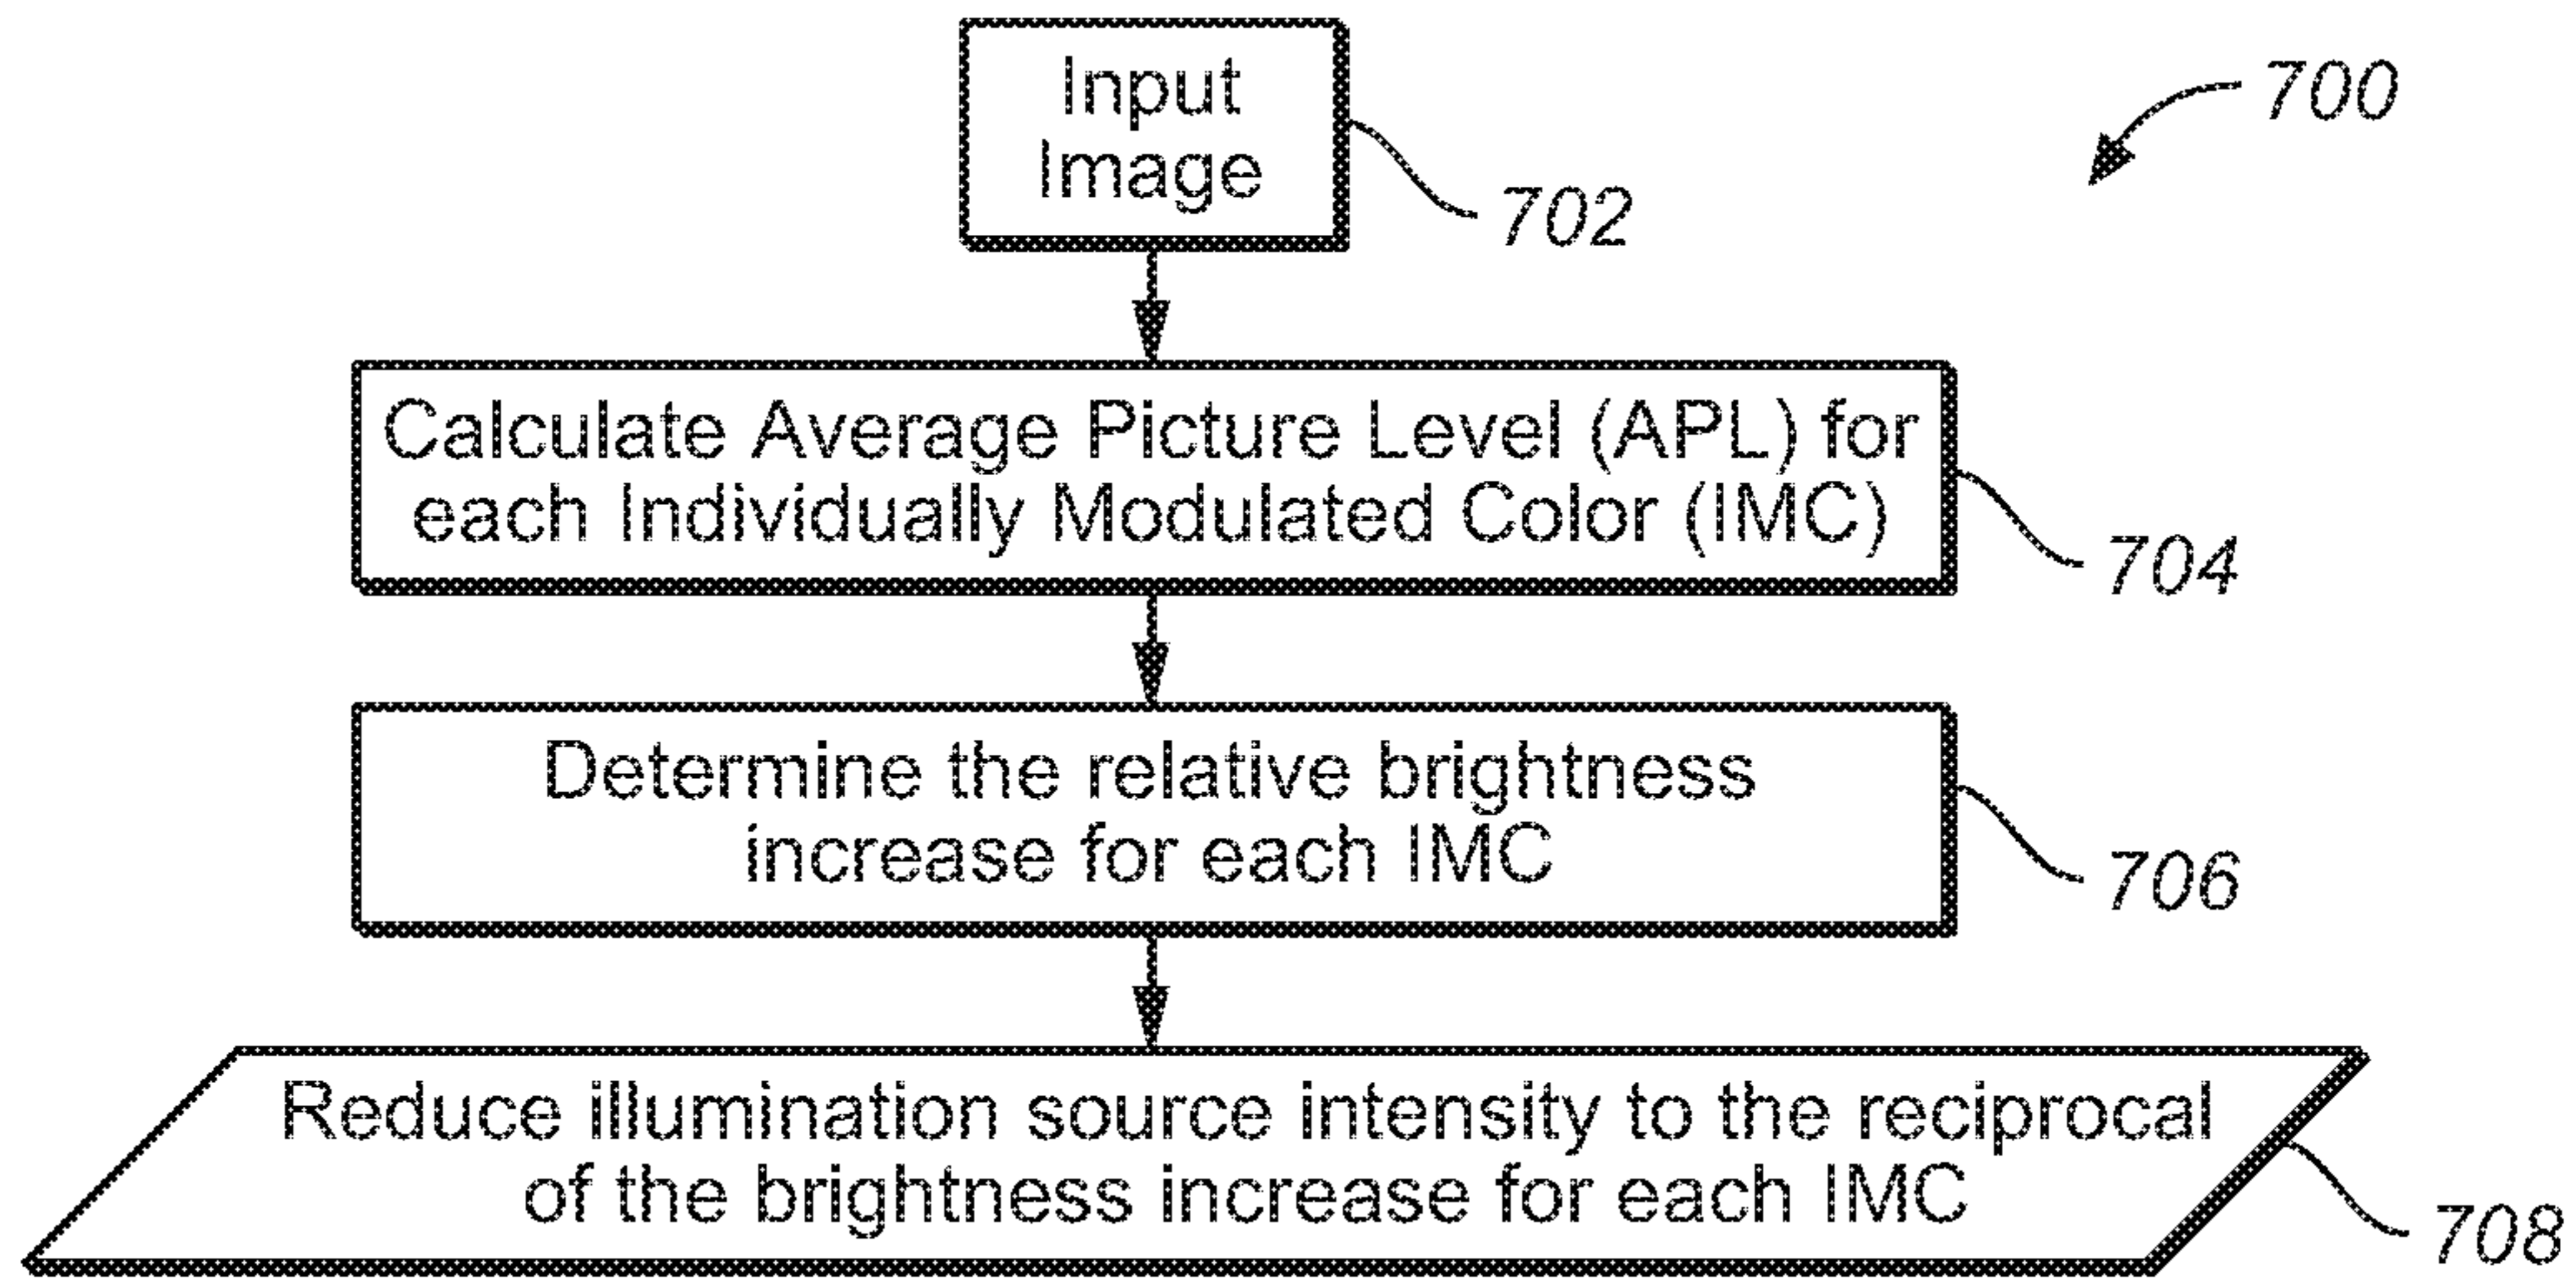 Input
Image
700
702
Calculate Average Picture Level (APL) for
each Individually Modulated Color (IMC)
704
Determine the relative brightness
increase for each IMC
706
Reduce illumination source intensity to the reciprocal
of the brightness increase for each IMC
708